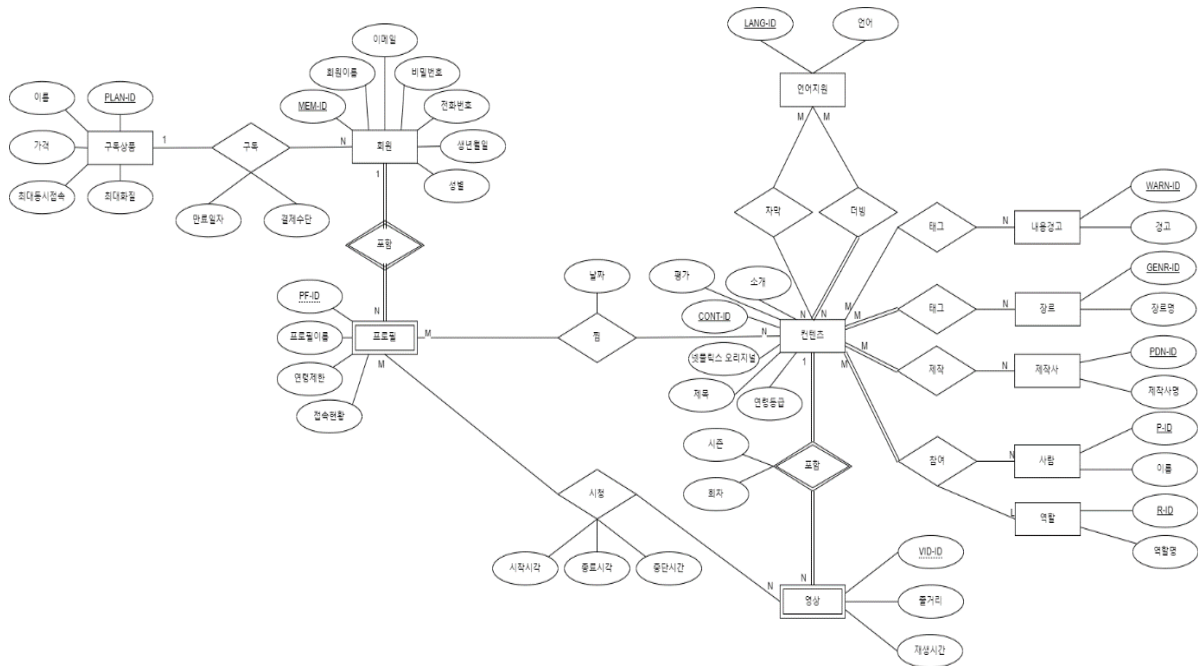 LANG-ID
언어
이메일
회원이름
비밀번호
언어지원
이름
PLAN-ID
MEM-ID
전화번호
M
M
가격
구독상품
1
구독
N
회원
생년월일
최대동시접속
최대화질
1
성별
만료일자
결제수단
자막
더빙
WARN-ID
태그
N
내용경고
경고
포함
날짜
평가
소개
GENR-ID
PF-ID
N
CONT-ID
N
N
M
태그
N
장르
장르명
프로필이름
프로필
M
찜
N
컨텐츠
M
M
제작
N
제작사
PDN-ID
제작사명
연령제한
M
넷플릭스 오리지널
1
M
접속현황
제목
연령등급
P-ID
시즌
포함
참여
N
사람
이름
회차
시청
L
역할
R-ID
역할명
시작시각
종료시각
중단시간
VID-ID
N
N
영상
줄거리
재생시간